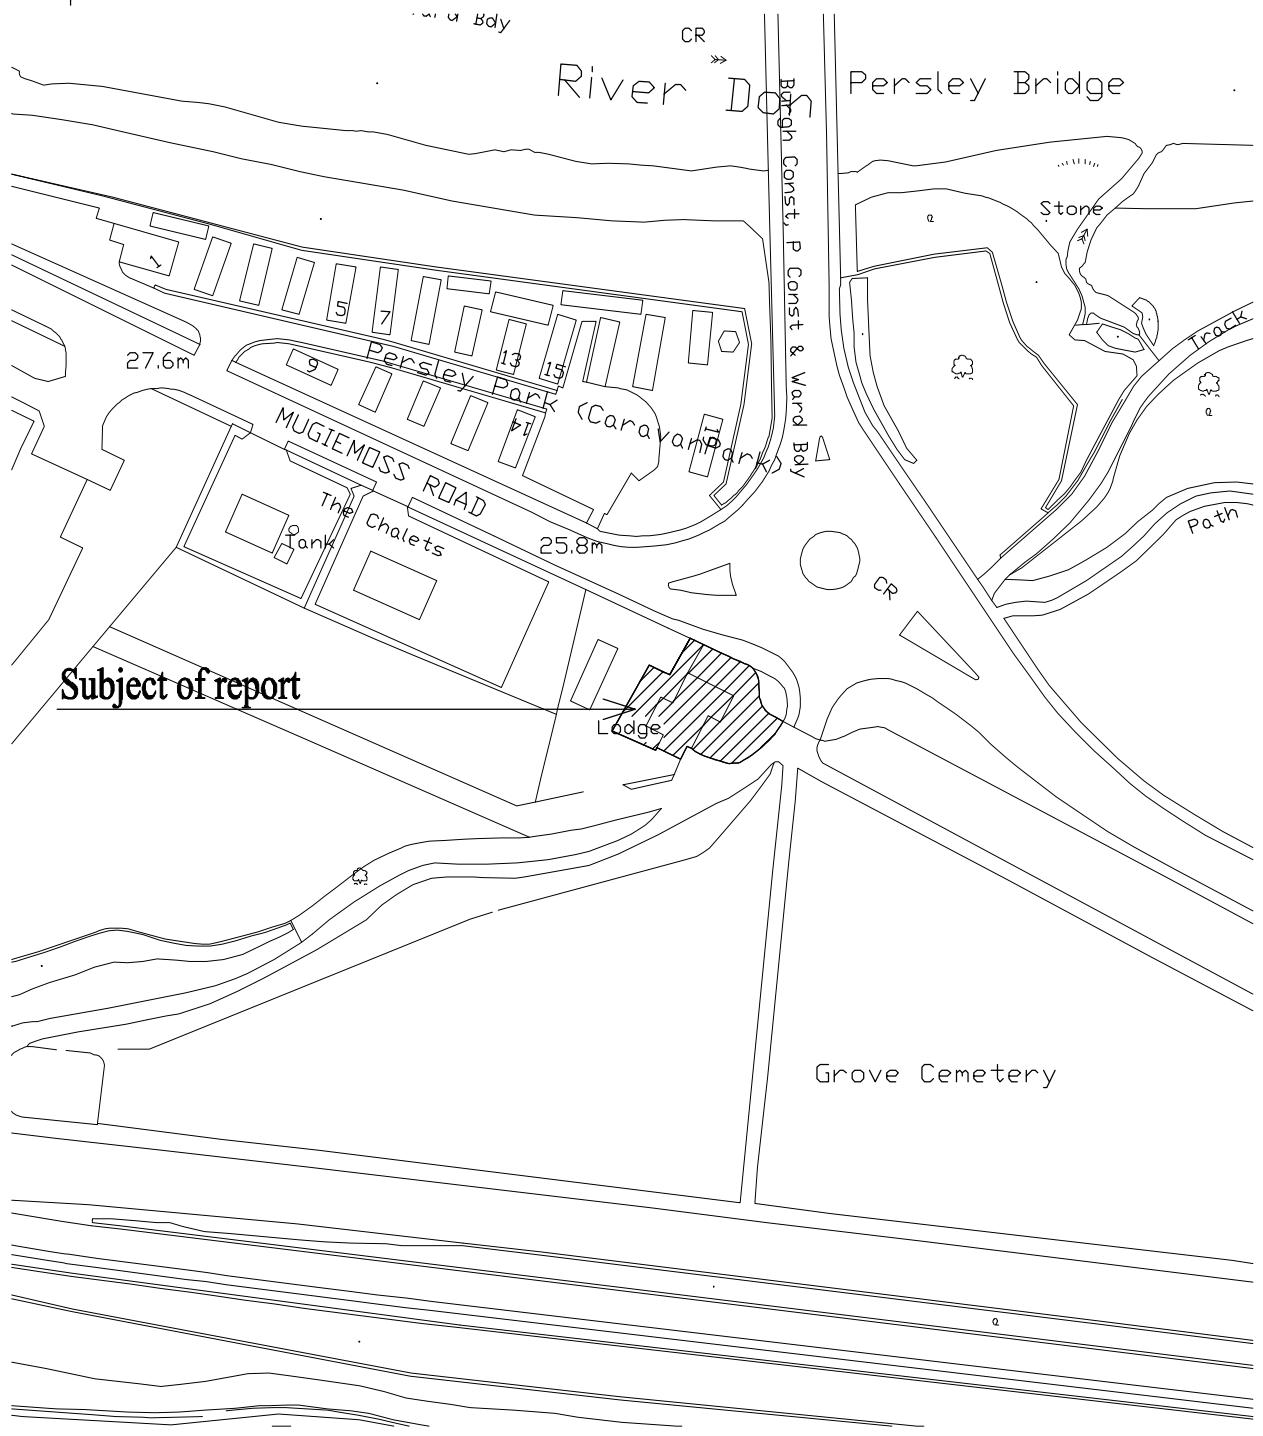 Bdy
CR
River Don
Persley Bridge
Burgh Const, P Const & Ward Bdy
Stone
1
5
7
Track
27.6m
9
13
15
Persley Park (Caravan Park)
14
19
MUGIEMOSS ROAD
The Chalets
Tank
25.8m
Path
CR
Subject of report
Lodge
Grove Cemetery